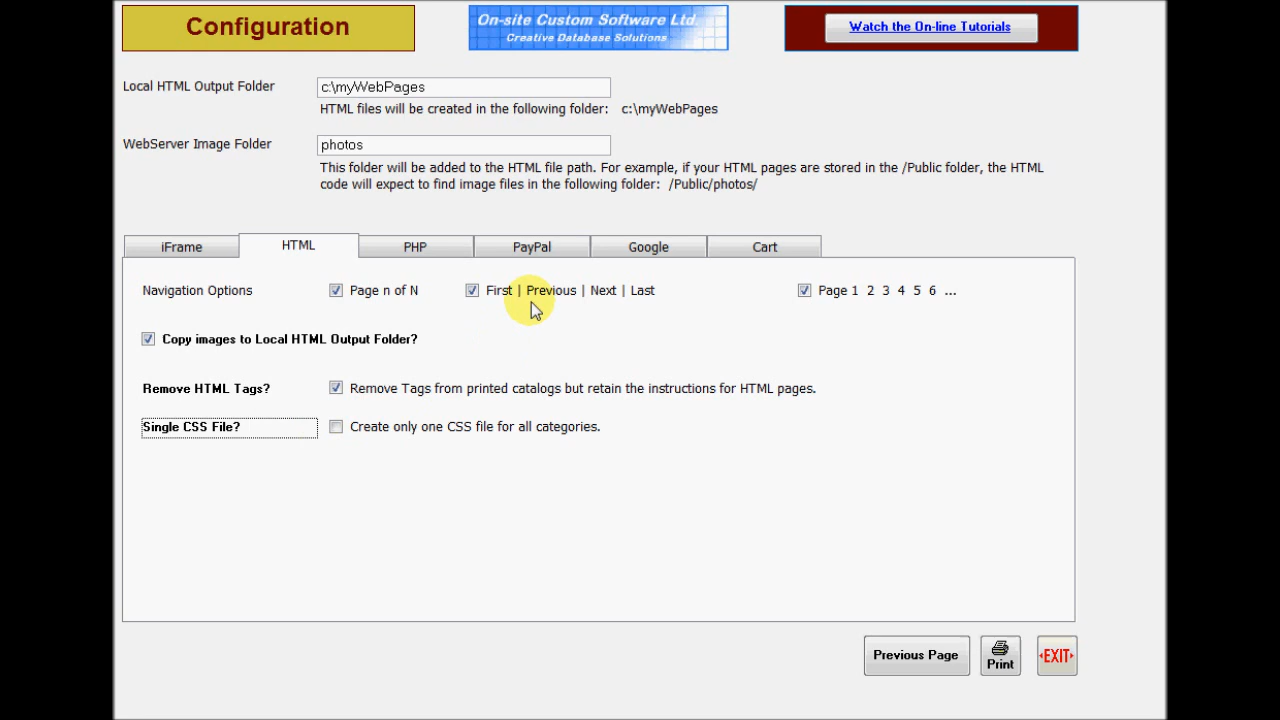 Configuration
On-site Custom Software Ltd.
Creative Database Solutions
Watch the On-line Tutorials
Local HTML Output Folder
c:\myWebPages
HTML files will be created in the following folder: c:\myWebPages
WebServer Image Folder
photos
This folder will be added to the HTML file path. For example, if your HTML pages are stored in the /Public folder, the HTML
code will expect to find image files in the following folder: /Public/photos/
iFrame HTML PHP PayPal Google Cart
Navigation Options Page n of N First | Previous | Next | Last Page 1 2 3 4 5 6 ...
Copy images to Local HTML Output Folder?
Remove HTML Tags? Remove Tags from printed catalogs but retain the instructions for HTML pages.
Single CSS File? Create only one CSS file for all categories.
Previous Page Print EXIT